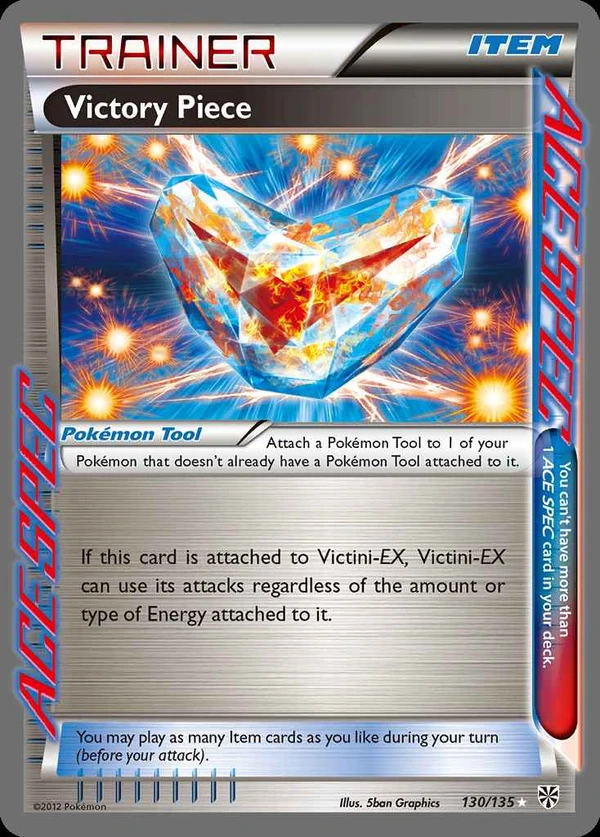 TRAINER
ITEM
Victory Piece
ACE SPEC
Pokémon Tool
Attach a Pokémon Tool to 1 of your
Pokémon that doesn't already have a Pokémon Tool attached to it.
You can't have more than
1 ACE SPEC card in your deck.
ACE SPEC
If this card is attached to Victini-EX, Victini-EX
can use its attacks regardless of the amount or
type of Energy attached to it.
You may play as many Item cards as you like during your turn
(before your attack).
©2012 Pokémon
Illus. 5ban Graphics
130/135